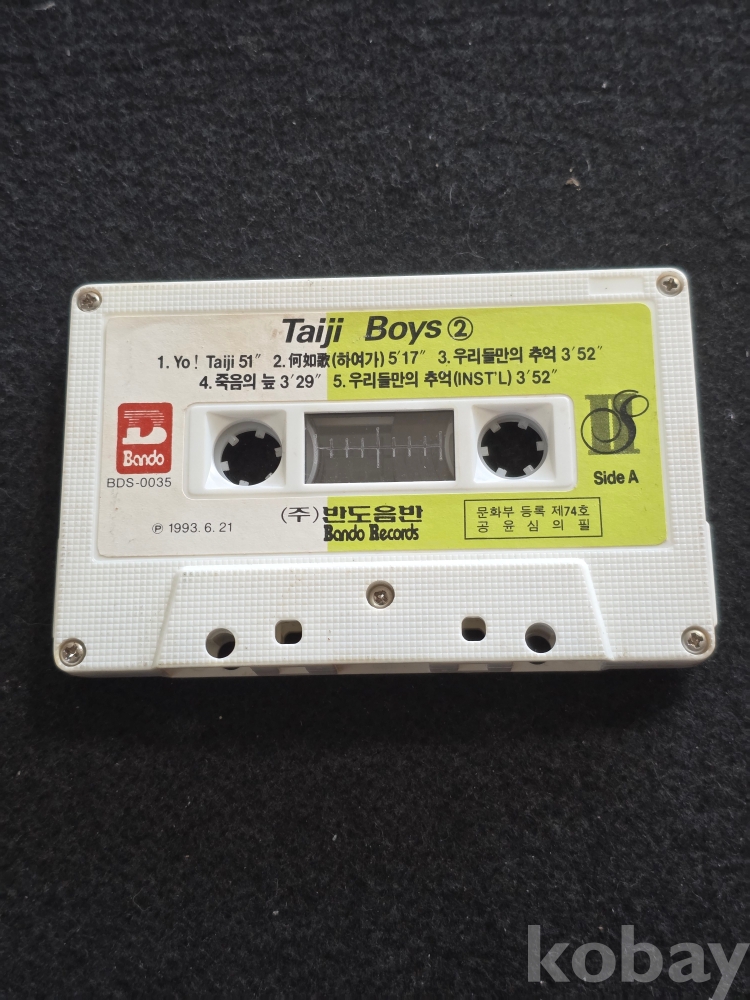 Taiji Boys ②
1. Yo! Taiji 51″ 2. 何如歌(하여가) 5′17″ 3. 우리들만의 추억 3′52″
4. 죽음의 늪 3′29″ 5. 우리들만의 추억(INST'L) 3′52″
Bando
BDS-0035
Side A
℗ 1993. 6. 21
(주)반도음반
Bando Records
문화부 등록 제74호
공 윤 심 의 필
kobay